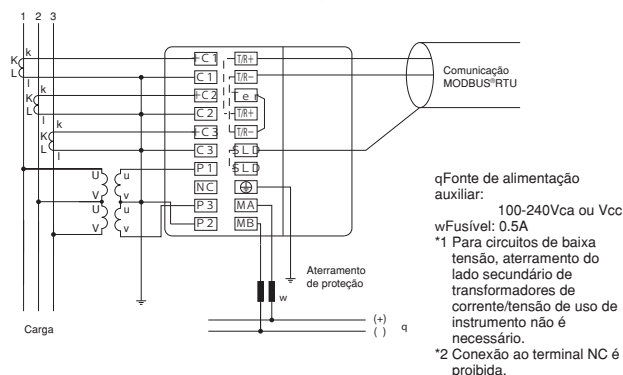 1 2 3
K k
L l
K k
L l
K k
L l
U u
V v
U u
V v
Carga
+C1 T/R+
C1 T/R-
+C2 Ter
C2 T/R+
+C3 T/R-
C3 SLD
P1 SLD
NC
P3 MA
P2 MB
Aterramento
de proteção
w
(+)
( )
q
Comunicação
MODBUS®RTU
qFonte de alimentação
auxiliar:
100-240Vca ou Vcc
wFusível: 0.5A
*1 Para circuitos de baixa
tensão, aterramento do
lado secundário de
transformadores de
corrente/tensão de uso de
instrumento não é
necessário.
*2 Conexão ao terminal NC é
proibida.